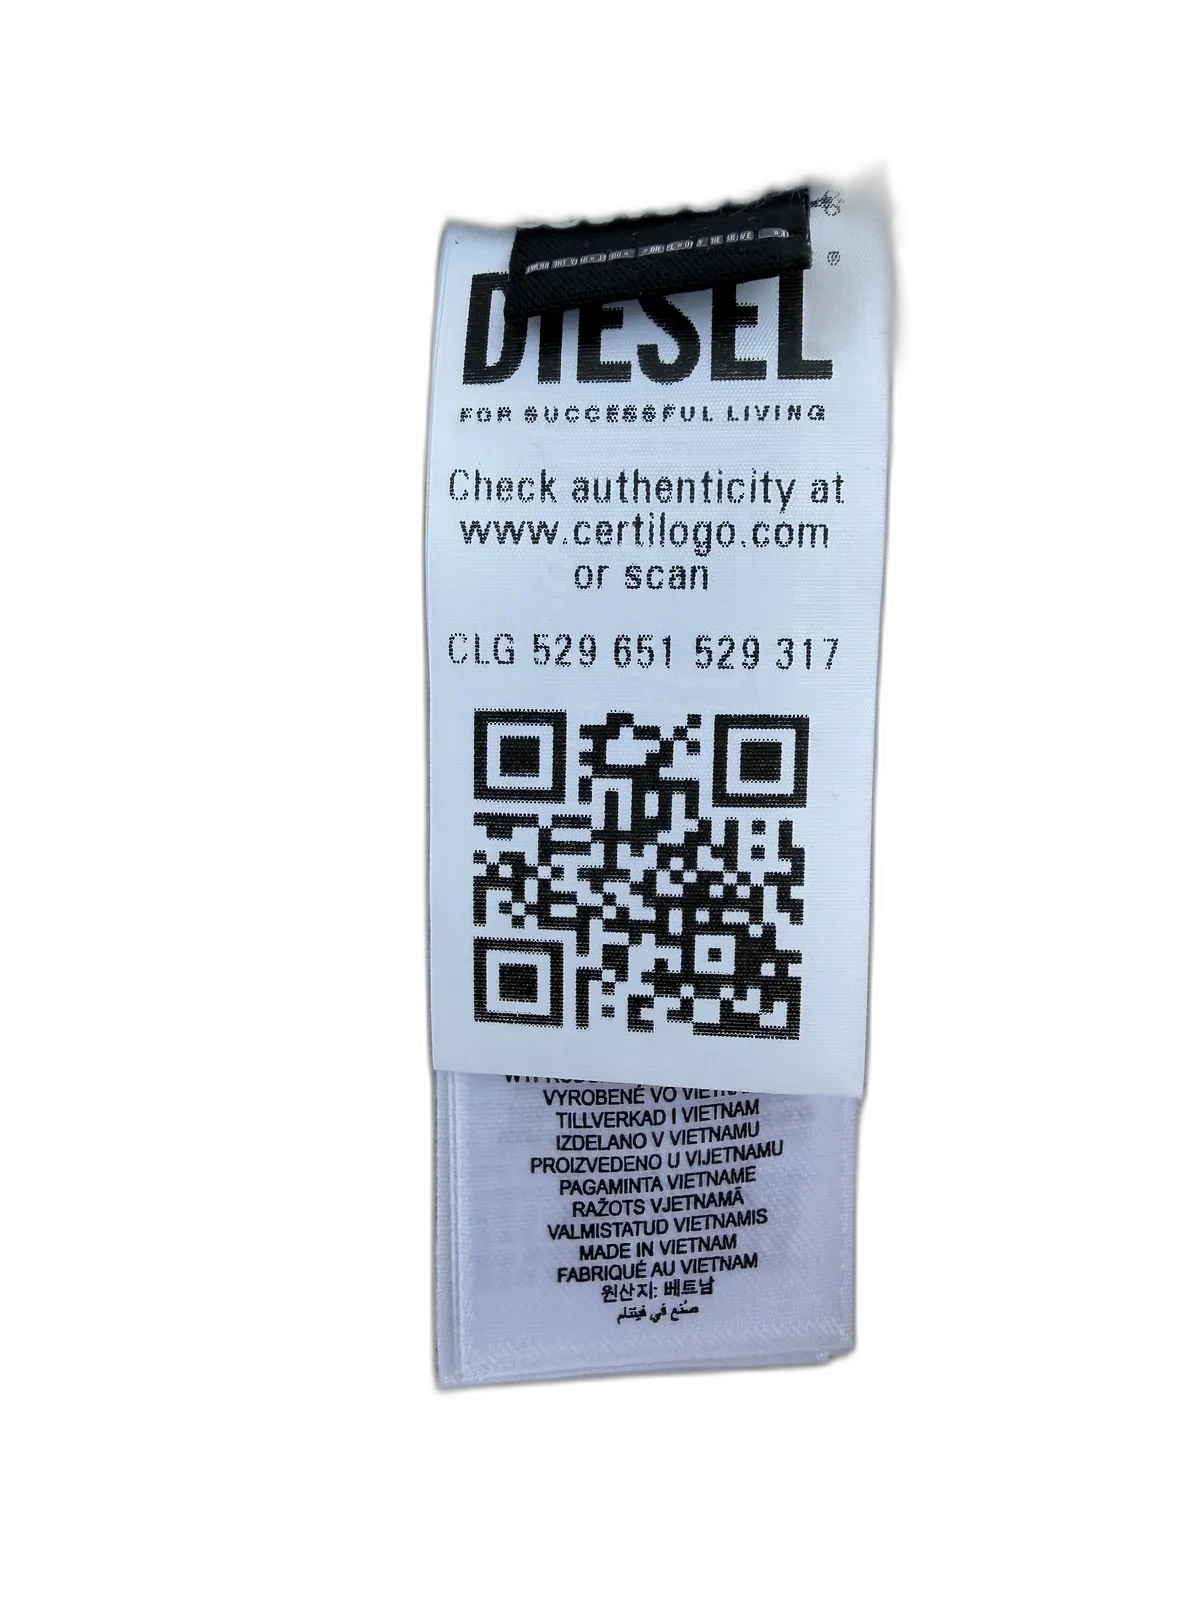 DIESEL
FOR SUCCESSFUL LIVING
Check authenticity at
www.certilogo.com
or scan
CLG 529 651 529 317
VYROBENÉ VO
TILLVERKAD I VIETNAM
IZDELANO V VIETNAMU
PROIZVEDENO U VIJETNAMU
PAGAMINTA VIETNAME
RAŽOTS VJETNAMĀ
VALMISTATUD VIETNAMIS
MADE IN VIETNAM
FABRIQUÉ AU VIETNAM
원산지: 베트남
صُنع في فيتنام